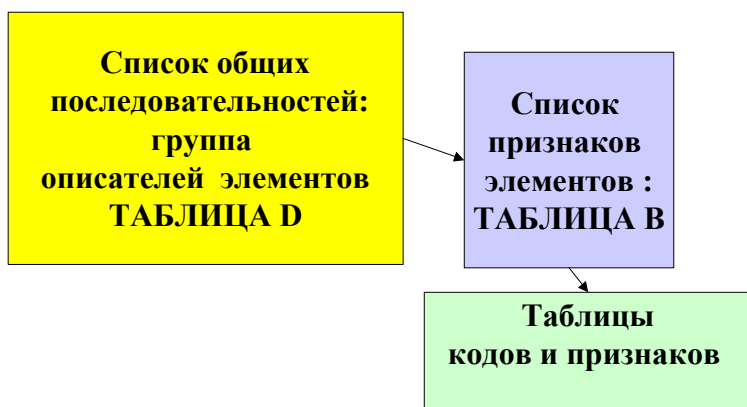 Список общих
последовательностей:
группа
описателей элементов
ТАБЛИЦА D
Список
признаков
элементов :
ТАБЛИЦА B
Таблицы
кодов и признаков